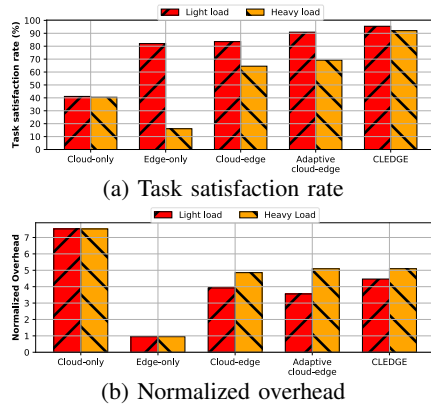 Light load Heavy load
Task satisfaction rate (%)
100
90
80
70
60
50
40
30
20
10
0
Cloud-only Edge-only Cloud-edge Adaptive cloud-edge CLEDGE
(a) Task satisfaction rate
Light load Heavy Load
Normalized Overhead
7
6
5
4
3
2
1
0
Cloud-only Edge-only Cloud-edge Adaptive cloud-edge CLEDGE
(b) Normalized overhead